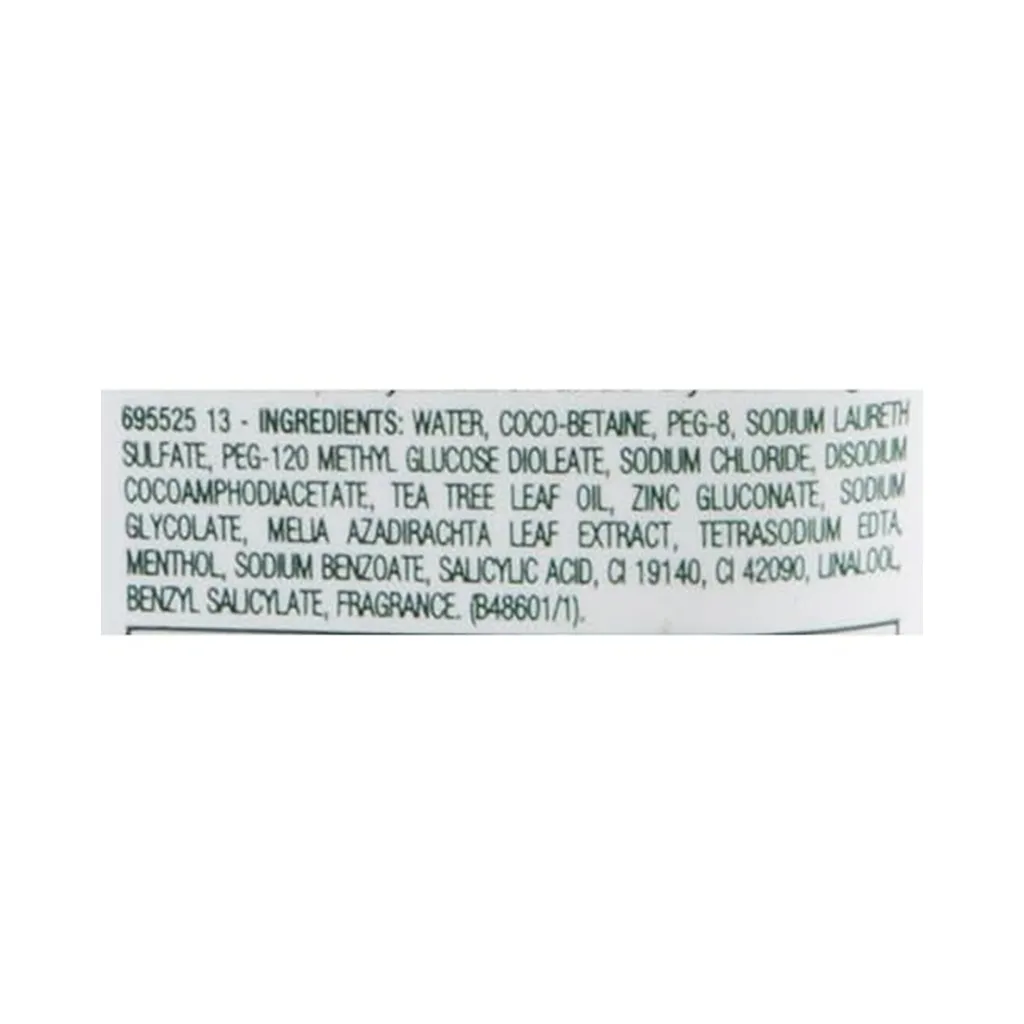 695525 13 - INGREDIENTS: WATER, COCO-BETAINE, PEG-8, SODIUM LAURETH
SULFATE, PEG-120 METHYL GLUCOSE DIOLEATE, SODIUM CHLORIDE, DISODIUM
COCOAMPHODIACETATE, TEA TREE LEAF OIL, ZINC GLUCONATE, SODIUM
GLYCOLATE, MELIA AZADIRACHTA LEAF EXTRACT, TETRASODIUM EDTA,
MENTHOL, SODIUM BENZOATE, SALICYLIC ACID, CI 19140, CI 42090, LINALOOL,
BENZYL SALICYLATE, FRAGRANCE. (B48601/1).